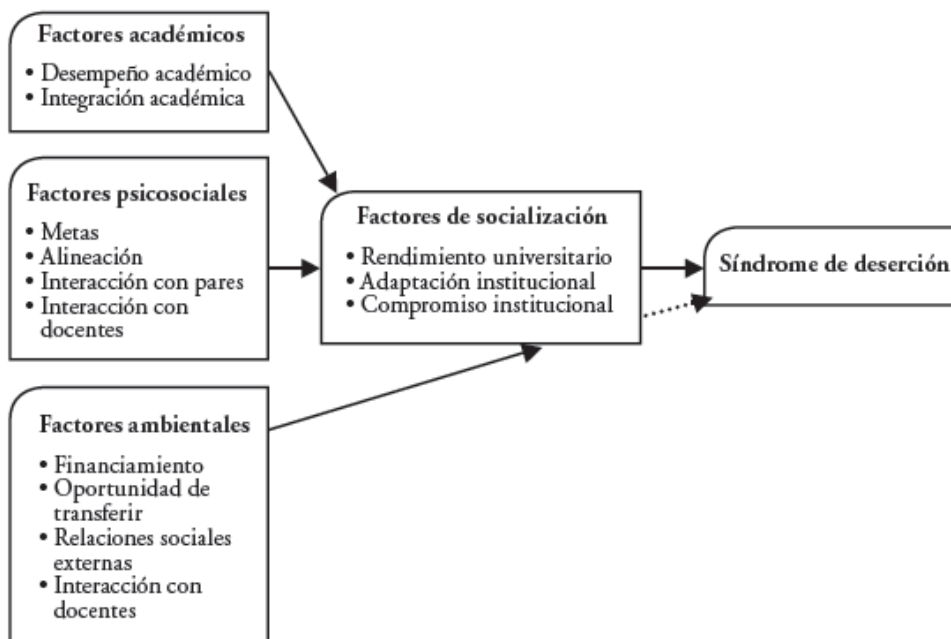 Factores académicos
• Desempeño académico
• Integración académica
Factores psicosociales
• Metas
• Alineación
• Interacción con pares
• Interacción con
docentes
Factores ambientales
• Financiamiento
• Oportunidad de
transferir
• Relaciones sociales
externas
• Interacción con
docentes
Factores de socialización
• Rendimiento universitario
• Adaptación institucional
• Compromiso institucional
Síndrome de deserción